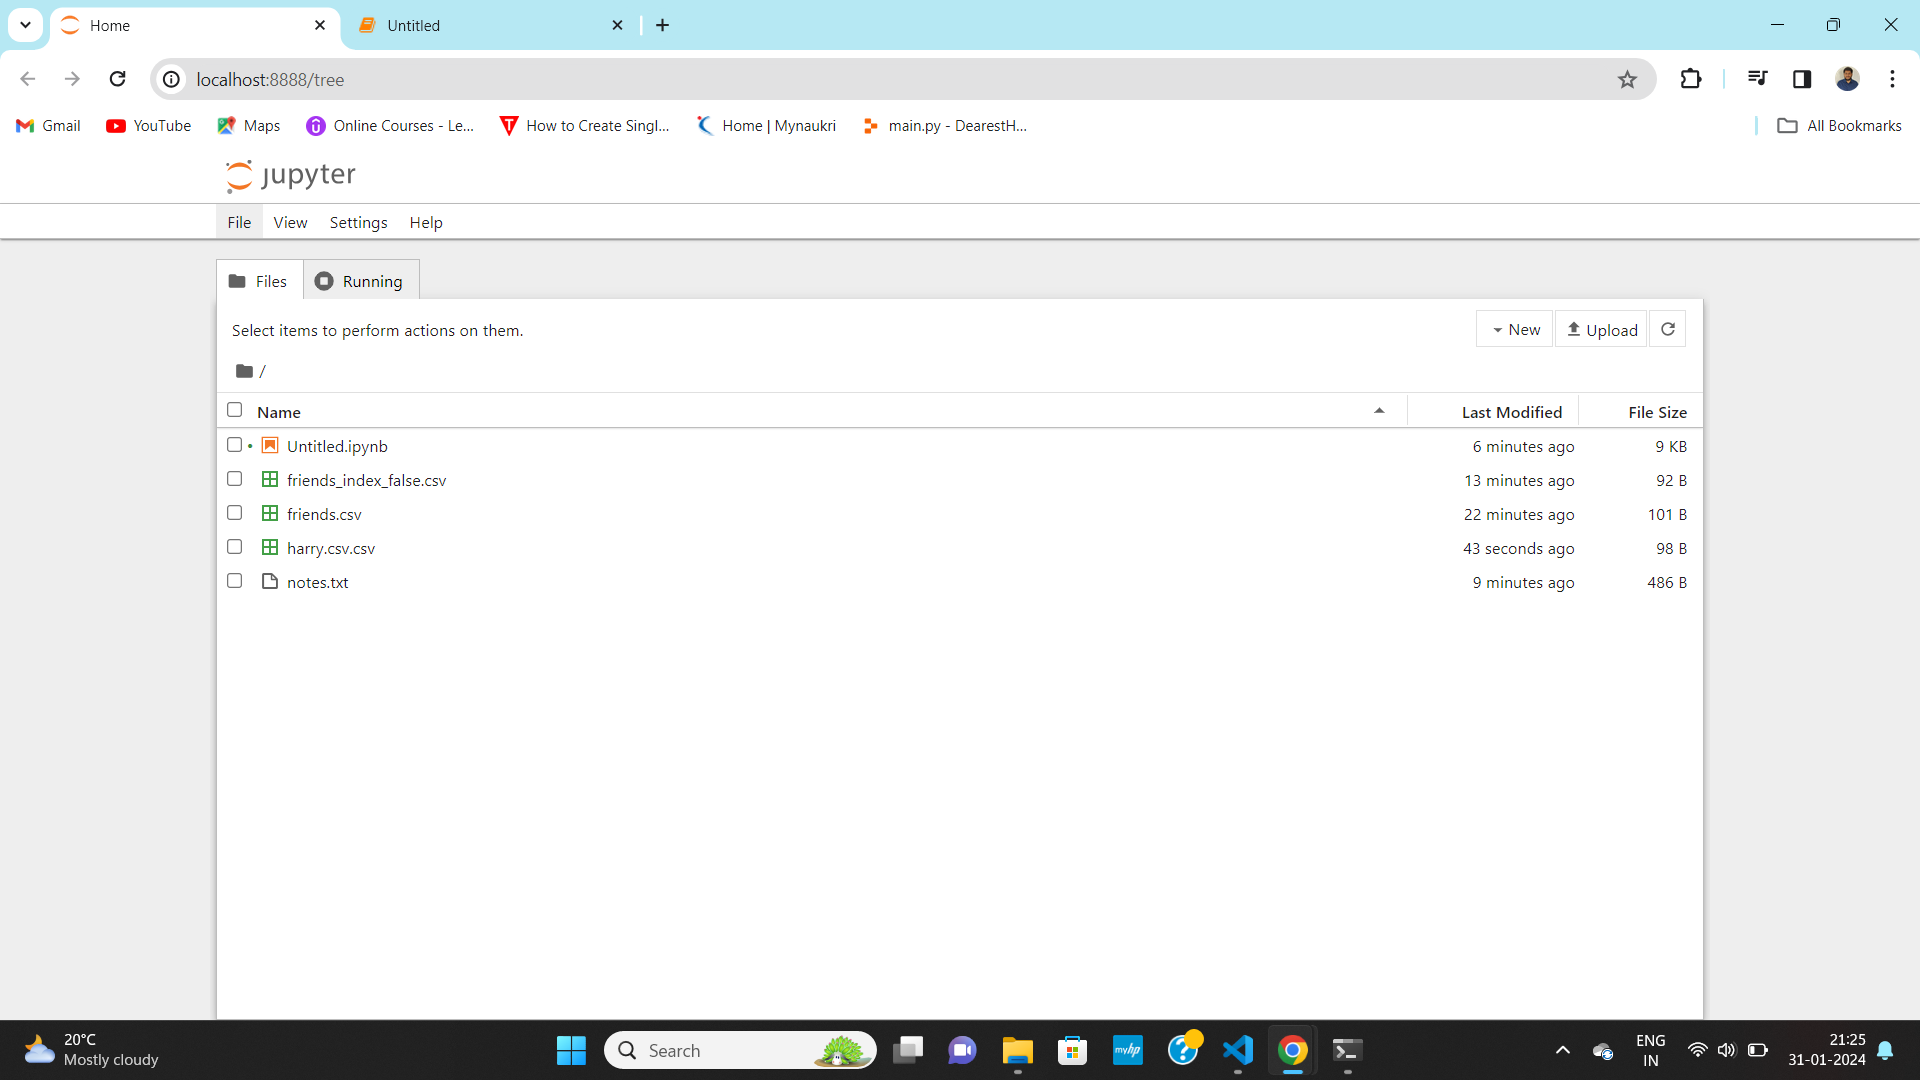 Home
Untitled
localhost:8888/tree
Gmail
YouTube
Maps
Online Courses - Le...
How to Create Singl...
Home | Mynaukri
main.py - DearestH...
All Bookmarks
jupyter
File View Settings Help
Files
Running
Select items to perform actions on them.
New
Upload
/
Name Last Modified File Size
Untitled.ipynb 6 minutes ago 9 KB
friends_index_false.csv 13 minutes ago 92 B
friends.csv 22 minutes ago 101 B
harry.csv.csv 43 seconds ago 98 B
notes.txt 9 minutes ago 486 B
20°C
Mostly cloudy
Search
myhp
ENG
IN
21:25
31-01-2024